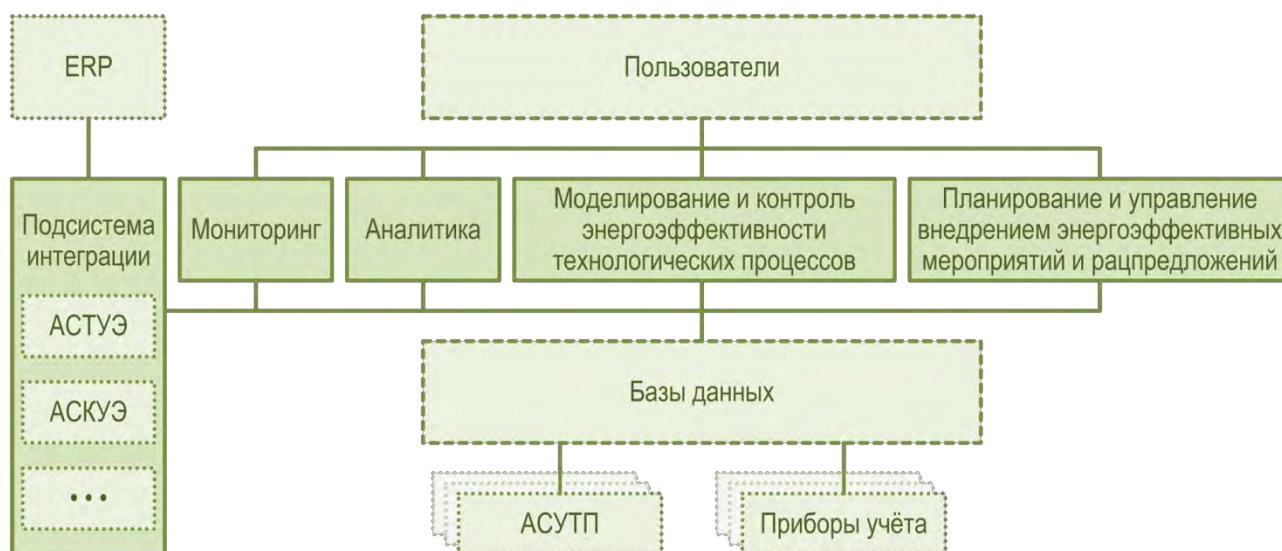 ERP
Пользователи
Подсистема
интеграции
АСТУЭ
АСКУЭ
• • •
Мониторинг
Аналитика
Моделирование и контроль
энергоэффективности
технологических процессов
Планирование и управление
внедрением энергоэффективных
мероприятий и рацпредложений
Базы данных
АСУТП
Приборы учёта